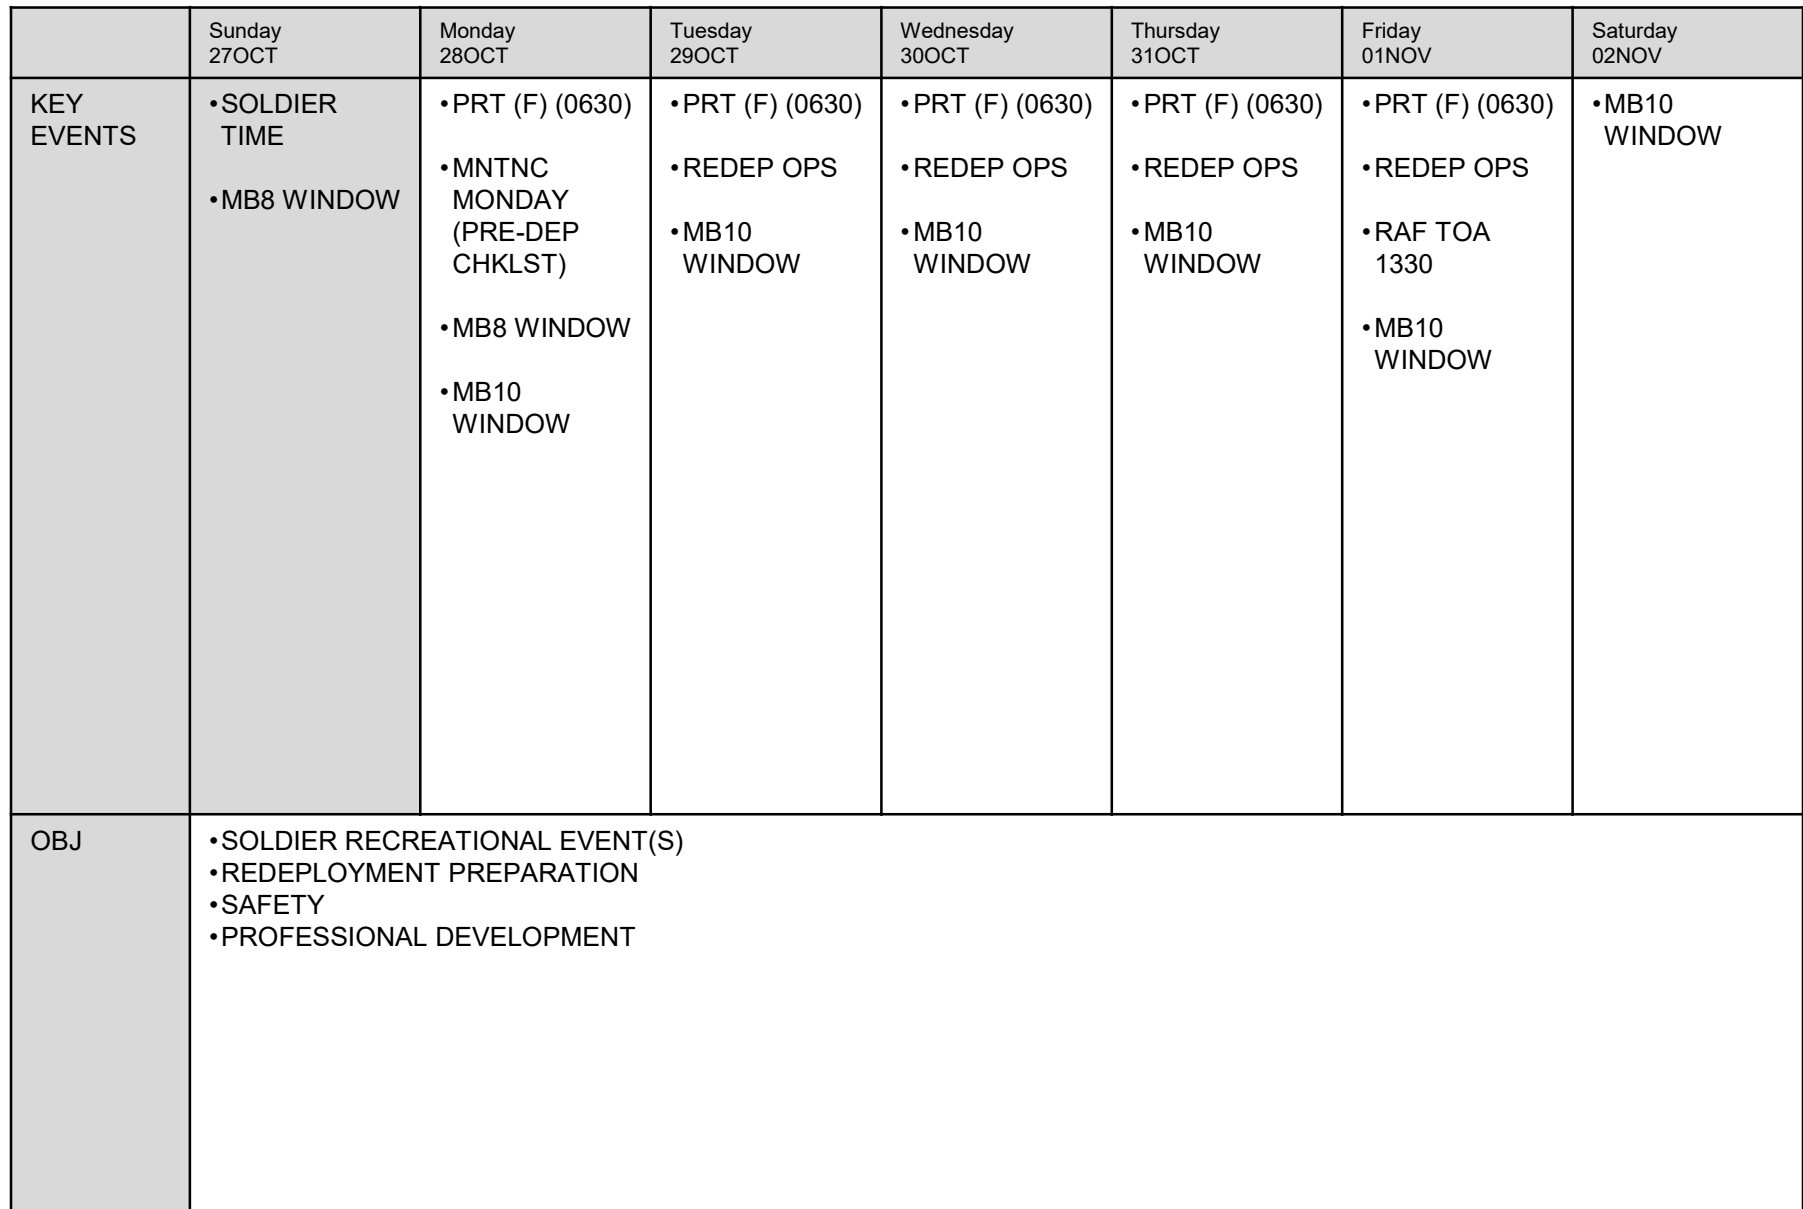 Sunday
27OCT
Monday
28OCT
Tuesday
29OCT
Wednesday
30OCT
Thursday
31OCT
Friday
01NOV
Saturday
02NOV
KEY
EVENTS
•SOLDIER
TIME
•MB8 WINDOW
•PRT (F) (0630)
•MNTNC
MONDAY
(PRE-DEP
CHKLST)
•MB8 WINDOW
•MB10
WINDOW
•PRT (F) (0630)
•REDEP OPS
•MB10
WINDOW
•PRT (F) (0630)
•REDEP OPS
•MB10
WINDOW
•PRT (F) (0630)
•REDEP OPS
•MB10
WINDOW
•PRT (F) (0630)
•REDEP OPS
•RAF TOA
1330
•MB10
WINDOW
•MB10
WINDOW
OBJ
•SOLDIER RECREATIONAL EVENT(S)
•REDEPLOYMENT PREPARATION
•SAFETY
•PROFESSIONAL DEVELOPMENT